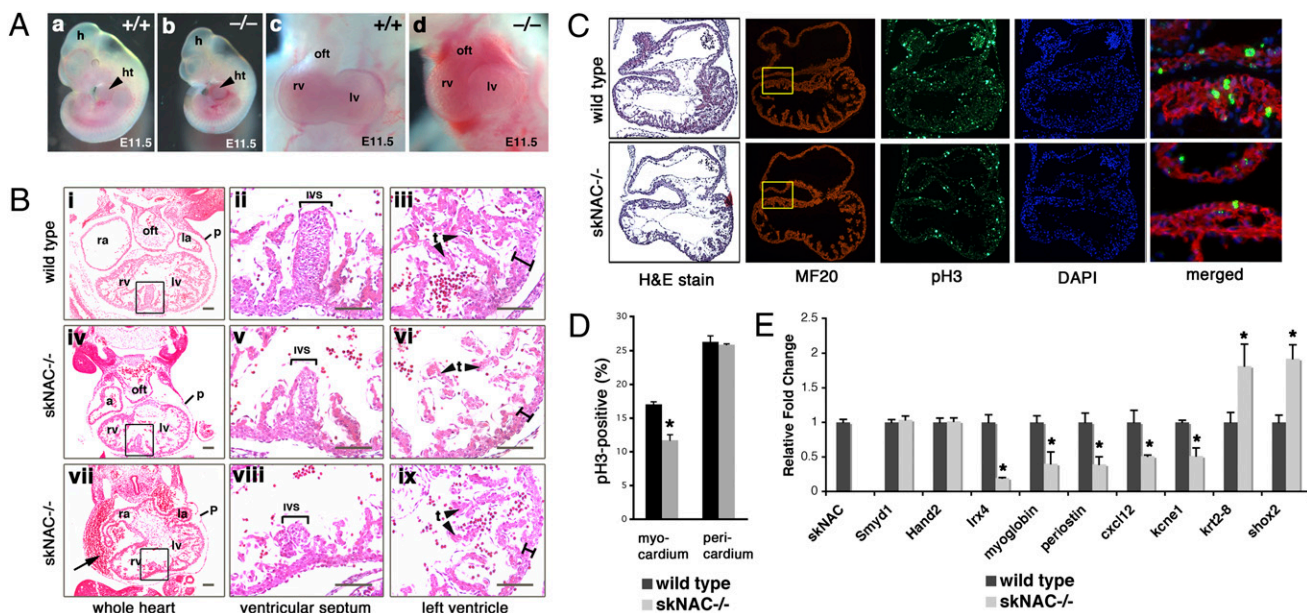 A
a
+/+
h
ht
E11.5
b
−/−
h
ht
E11.5
c
+/+
oft
rv
lv
E11.5
d
−/−
oft
rv
lv
E11.5
B
wild type
i
ra
oft
la
p
rv
lv
ii
IVS
iii
t
skNAC-/-
iv
oft
a
p
rv
lv
v
IVS
vi
t
skNAC-/-
vii
ra
la
p
lv
rv
viii
IVS
ix
t
whole heart
ventricular septum
left ventricle
C
wild type
skNAC-/-
H&E stain
MF20
pH3
DAPI
merged
D
pH3-positive (%)
30
25
20
15
10
5
0
*
myo-
cardium
peri-
cardium
wild type
skNAC-/-
E
Relative Fold Change
2.5
2
1.5
1
0.5
0
*
*
*
*
*
*
*
skNAC
Smyd1
Hand2
Irx4
myoglobin
periostin
cxcl12
kcne1
krt2-8
shox2
wild type
skNAC-/-